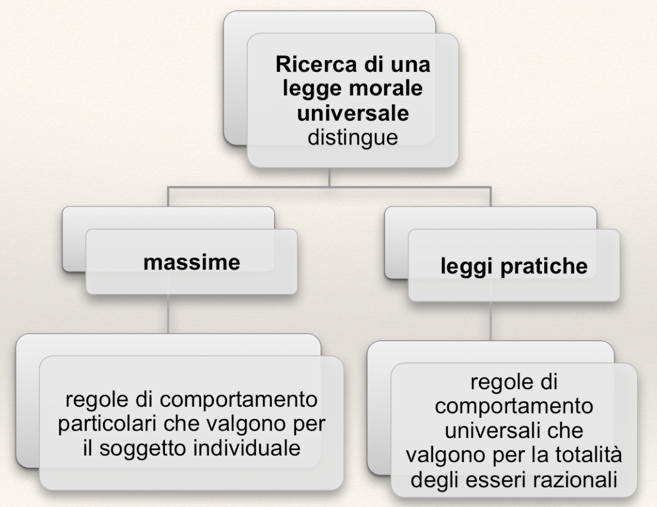 Ricerca di una
legge morale
universale
distingue
massime
leggi pratiche
regole di comportamento
particolari che valgono per
il soggetto individuale
regole di
comportamento
universali che
valgono per la totalità
degli esseri razionali